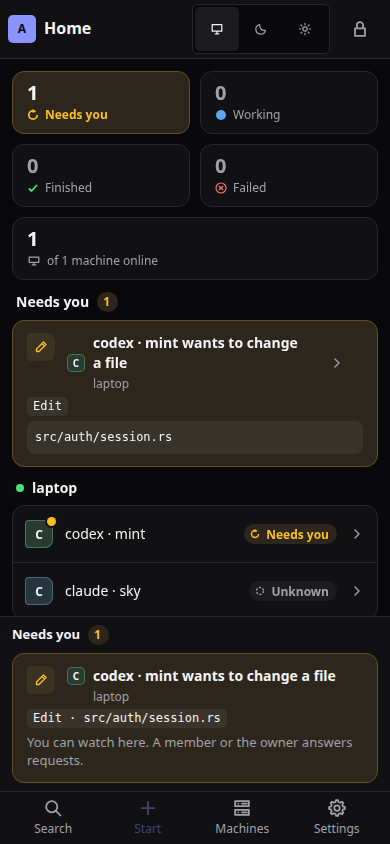 A Home
1
Needs you
0
Working
0
Finished
0
Failed
1
of 1 machine online
Needs you 1
codex · mint wants to change
a file
C
laptop
Edit
src/auth/session.rs
laptop
C codex · mint Needs you
C claude · sky Unknown
Needs you 1
C codex · mint wants to change a file
laptop
Edit · src/auth/session.rs
You can watch here. A member or the owner answers
requests.
Search Start Machines Settings